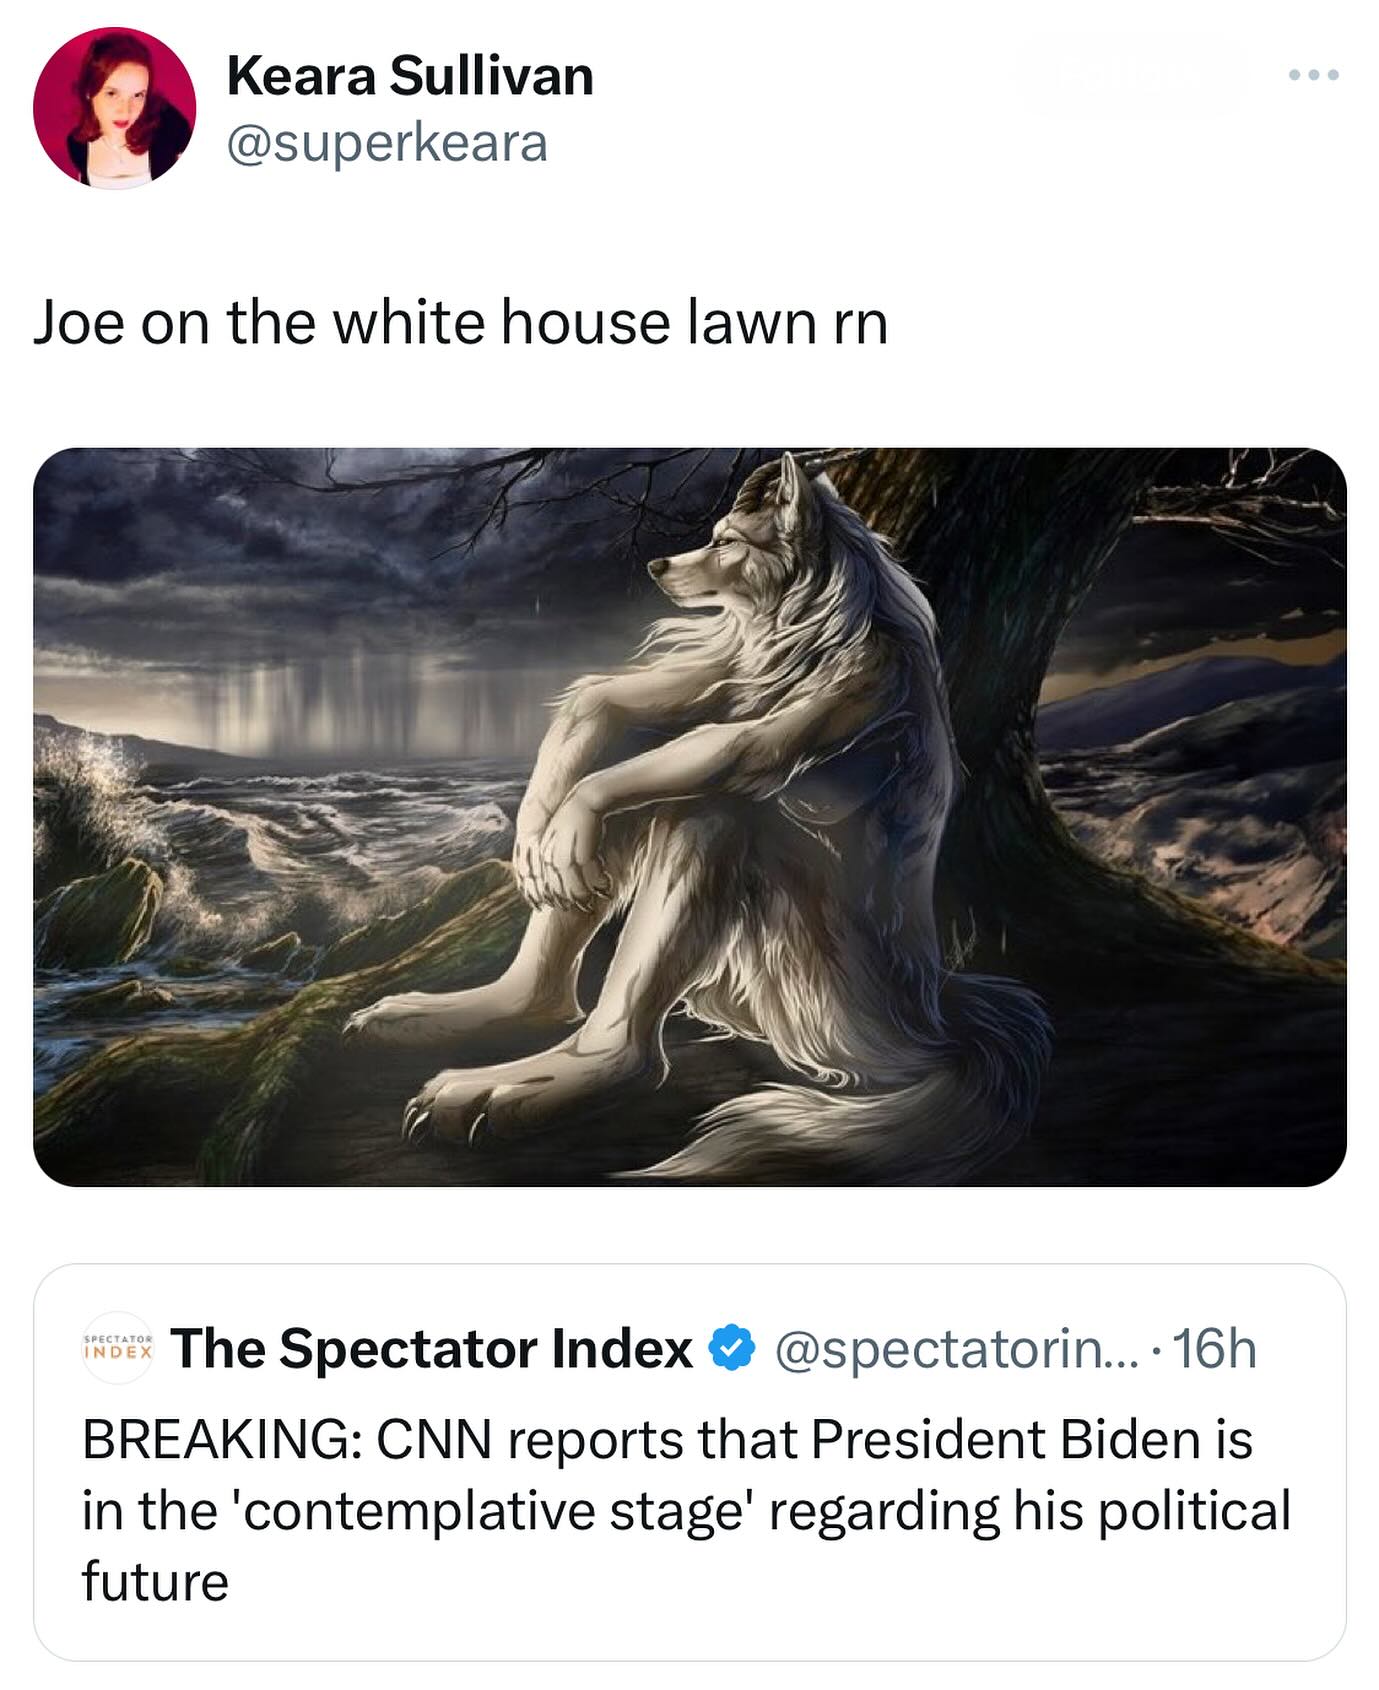 Keara Sullivan
@superkeara
Joe on the white house lawn rn
SPECTATOR
INDEX
The Spectator Index @spectatorin... · 16h
BREAKING: CNN reports that President Biden is
in the 'contemplative stage' regarding his political
future